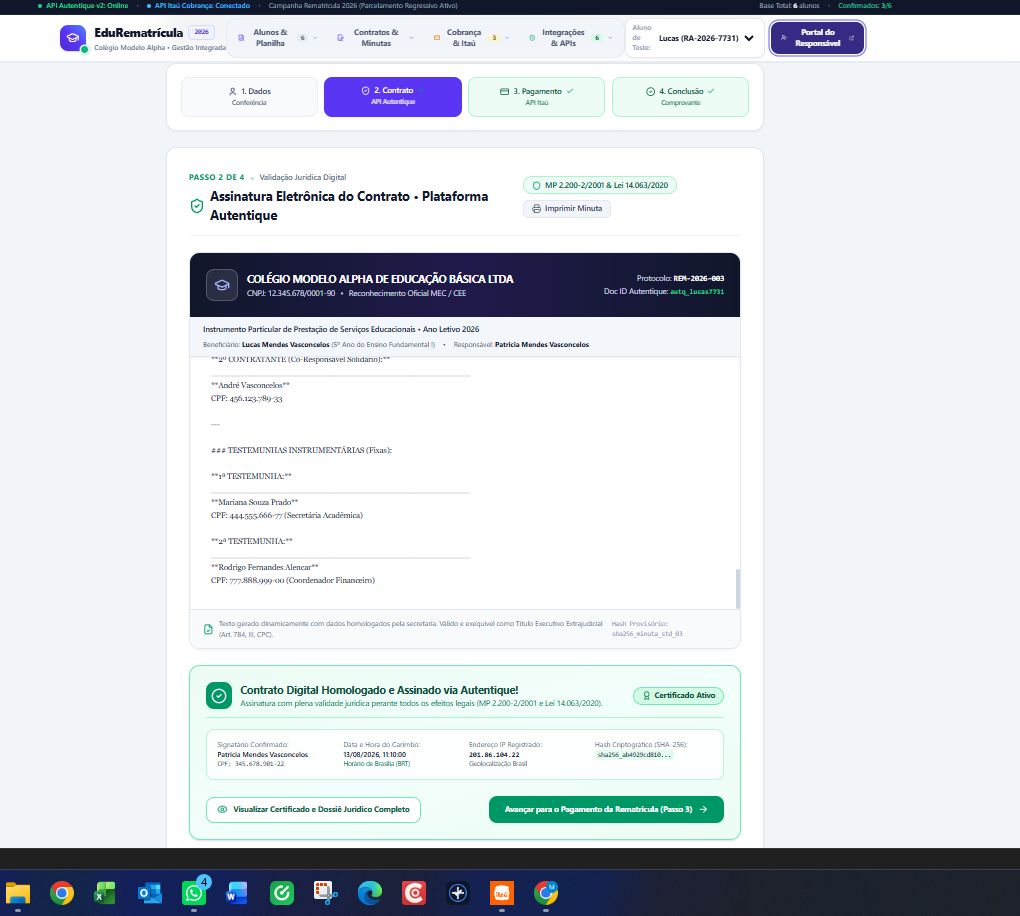 API Autentique v2: Online • API Itaú Cobrança: Conectado • Campanha Rematrícula 2026 (Parcelamento Regressivo Ativo) Base Total: 6 alunos • Confirmados: 3/6
EduRematrícula 2026
Colégio Modelo Alpha • Gestão Integrada
Alunos & Planilha 6
Contratos & Minutas
Cobrança & Itaú 3
Integrações & APIs 6
Aluno de Teste: Lucas (RA-2026-7731)
Portal do Responsável
1. Dados
Conferência
2. Contrato
API Autentique
3. Pagamento
API Itaú
4. Conclusão
Comprovante
PASSO 2 DE 4 • Validação Jurídica Digital
Assinatura Eletrônica do Contrato • Plataforma
Autentique
MP 2.200-2/2001 & Lei 14.063/2020
Imprimir Minuta
COLÉGIO MODELO ALPHA DE EDUCAÇÃO BÁSICA LTDA
CNPJ: 12.345.678/0001-90 • Reconhecimento Oficial MEC / CEE
Protocolo: REM-2026-003
Doc ID Autentique: autq_lucas7731
Instrumento Particular de Prestação de Serviços Educacionais • Ano Letivo 2026
Beneficiário: Lucas Mendes Vasconcelos (5º Ano do Ensino Fundamental I) • Responsável: Patricia Mendes Vasconcelos
**2º CONTRATANTE (Co-Responsável Solidário):**
**André Vasconcelos**
CPF: 456.123.789-33
---
### TESTEMUNHAS INSTRUMENTÁRIAS (Fixas):
**1ª TESTEMUNHA:**
**Mariana Souza Prado**
CPF: 444.555.666-77 (Secretária Acadêmica)
**2ª TESTEMUNHA:**
**Rodrigo Fernandes Alencar**
CPF: 777.888.999-00 (Coordenador Financeiro)
Texto gerado dinamicamente com dados homologados pela secretaria. Válido e exequível como Título Executivo Extrajudicial
(Art. 784, III, CPC).
Hash Provisório:
sha256_minuta_std_03
Contrato Digital Homologado e Assinado via Autentique!
Assinatura com plena validade jurídica perante todos os efeitos legais (MP 2.200-2/2001 e Lei 14.063/2020).
Certificado Ativo
Signatário Confirmado:
Patricia Mendes Vasconcelos
CPF: 345.678.901-22
Data e Hora do Carimbo:
13/08/2026, 11:10:00
Horário de Brasília (BRT)
Endereço IP Registrado:
201.86.104.22
Geolocalização Brasil
Hash Criptográfico (SHA-256):
sha256_ab4929cd810...
Visualizar Certificado e Dossiê Jurídico Completo
Avançar para o Pagamento da Rematrícula (Passo 3)
4
itaú
M